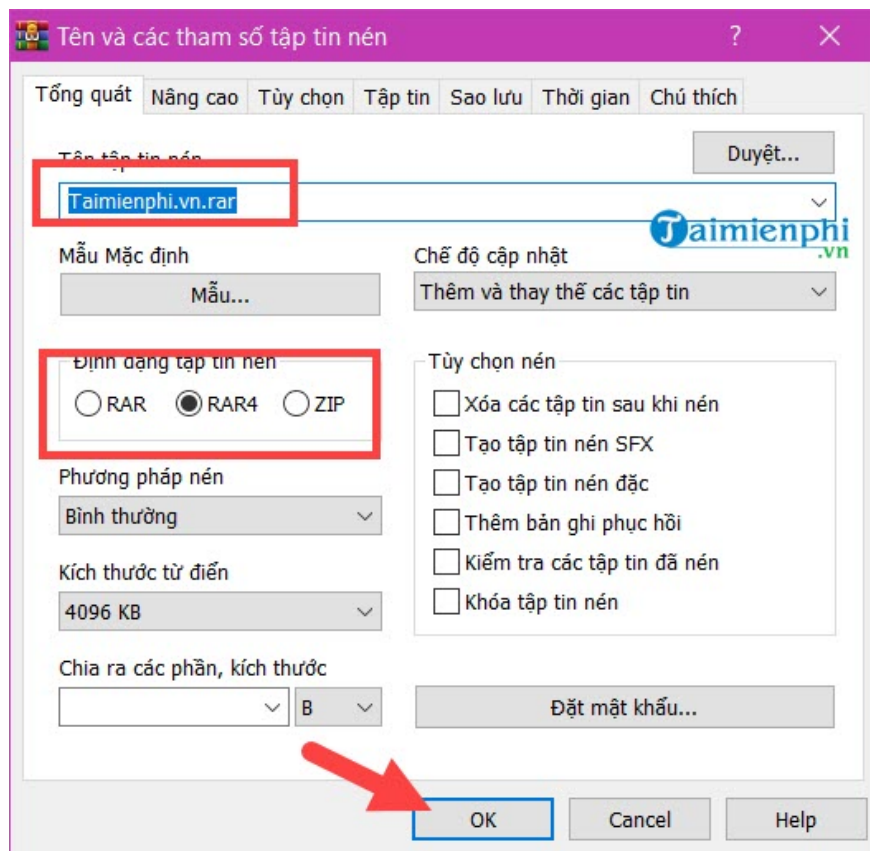 Tên và các tham số tập tin nén ?
Tổng quát Nâng cao Tùy chọn Tập tin Sao lưu Thời gian Chú thích
Tên tập tin nén Duyệt...
Taimienphi.vn.rar
Taimienphi
.vn
Mẫu Mặc định Chế độ cập nhật
Mẫu... Thêm và thay thế các tập tin
Định dạng tập tin nén Tùy chọn nén
RAR RAR4 ZIP Xóa các tập tin sau khi nén
Tạo tập tin nén SFX
Phương pháp nén Tạo tập tin nén đặc
Bình thường Thêm bản ghi phục hồi
Kích thước từ điển Kiểm tra các tập tin đã nén
4096 KB Khóa tập tin nén
Chia ra các phần, kích thước
B Đặt mật khẩu...
OK Cancel Help